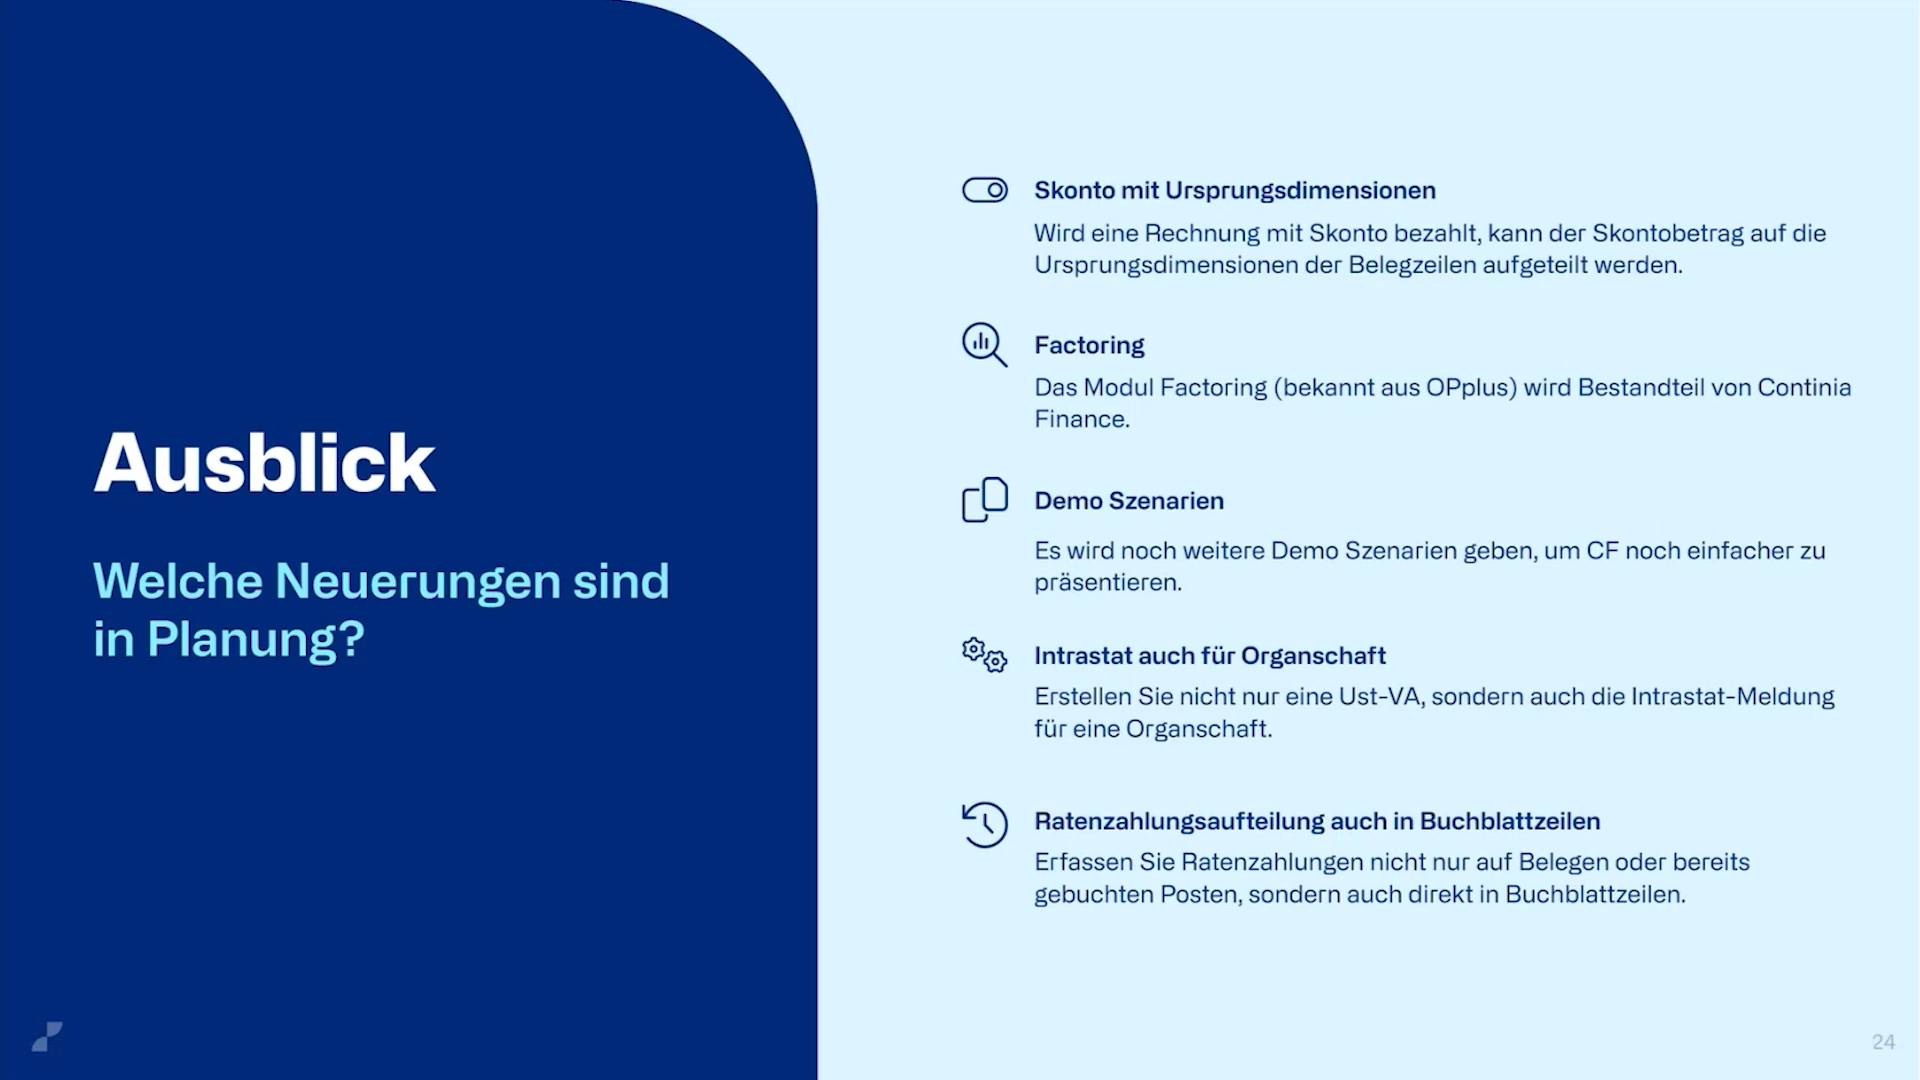 Ausblick
Welche Neuerungen sind
in Planung?
Skonto mit Ursprungsdimensionen
Wird eine Rechnung mit Skonto bezahlt, kann der Skontobetrag auf die
Ursprungsdimensionen der Belegzeilen aufgeteilt werden.
Factoring
Das Modul Factoring (bekannt aus OPplus) wird Bestandteil von Continia
Finance.
Demo Szenarien
Es wird noch weitere Demo Szenarien geben, um CF noch einfacher zu
präsentieren.
Intrastat auch für Organschaft
Erstellen Sie nicht nur eine Ust-VA, sondern auch die Intrastat-Meldung
für eine Organschaft.
Ratenzahlungsaufteilung auch in Buchblattzeilen
Erfassen Sie Ratenzahlungen nicht nur auf Belegen oder bereits
gebuchten Posten, sondern auch direkt in Buchblattzeilen.
24